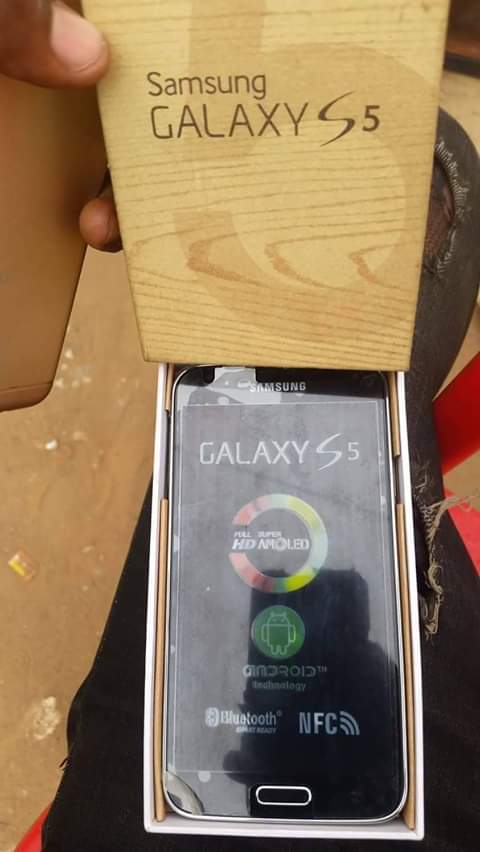 Samsung
GALAXY S5
SAMSUNG
GALAXY S5
FULL SUPER
HD AMOLED
ANDROID™
technology
Bluetooth®
SMART READY
NFC